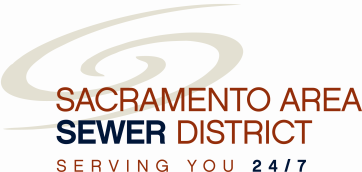 SACRAMENTO AREA
SEWER DISTRICT
SERVING YOU 24/7